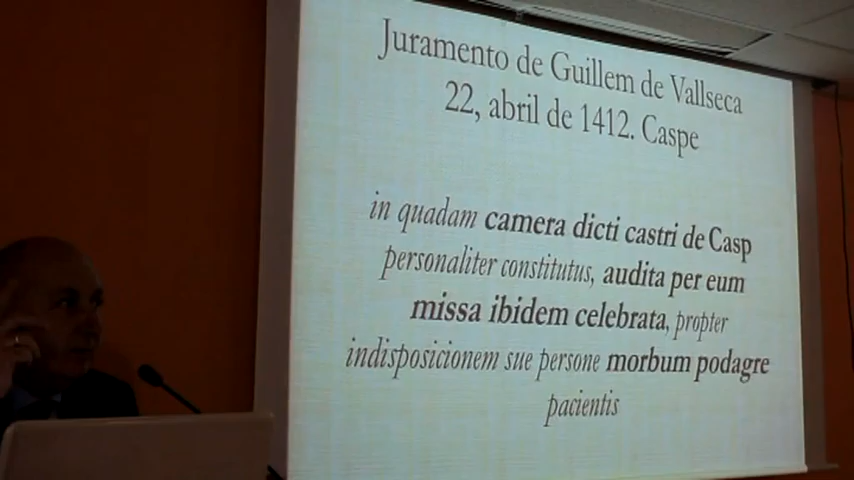 Juramento de Guillem de Vallseca
22, abril de 1412. Caspe
in quadam camera dicti castri de Casp
personaliter constitutus, audita per eum
missa ibidem celebrata, propter
indisposicionem sue persone morbum podagre
pacientis